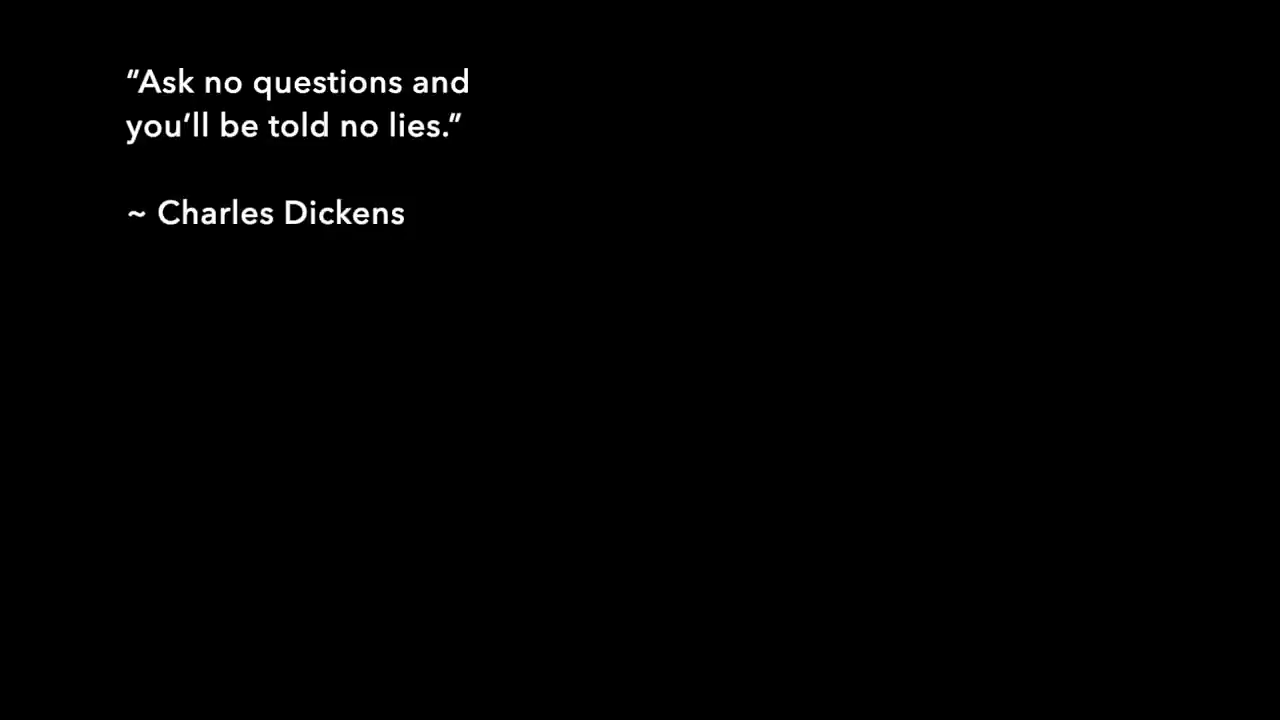 “Ask no questions and
you’ll be told no lies.”
~ Charles Dickens